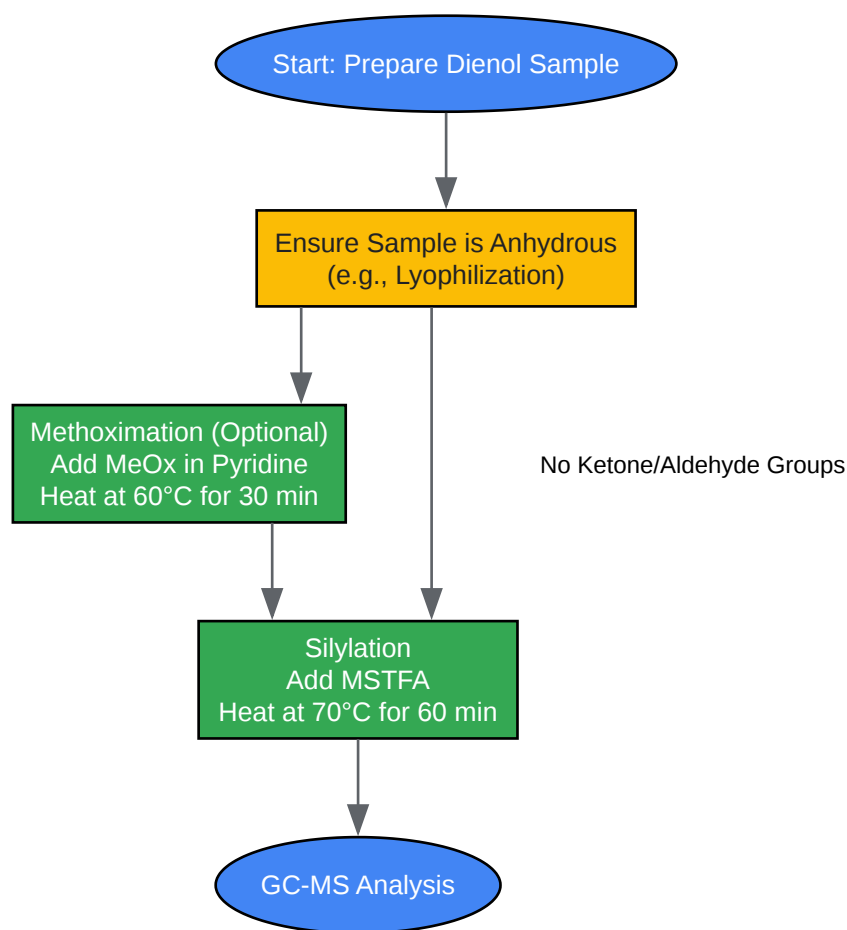 Start: Prepare Dienol Sample
Ensure Sample is Anhydrous
(e.g., Lyophilization)
Methoximation (Optional)
Add MeOx in Pyridine
Heat at 60°C for 30 min
No Ketone/Aldehyde Groups
Silylation
Add MSTFA
Heat at 70°C for 60 min
GC-MS Analysis